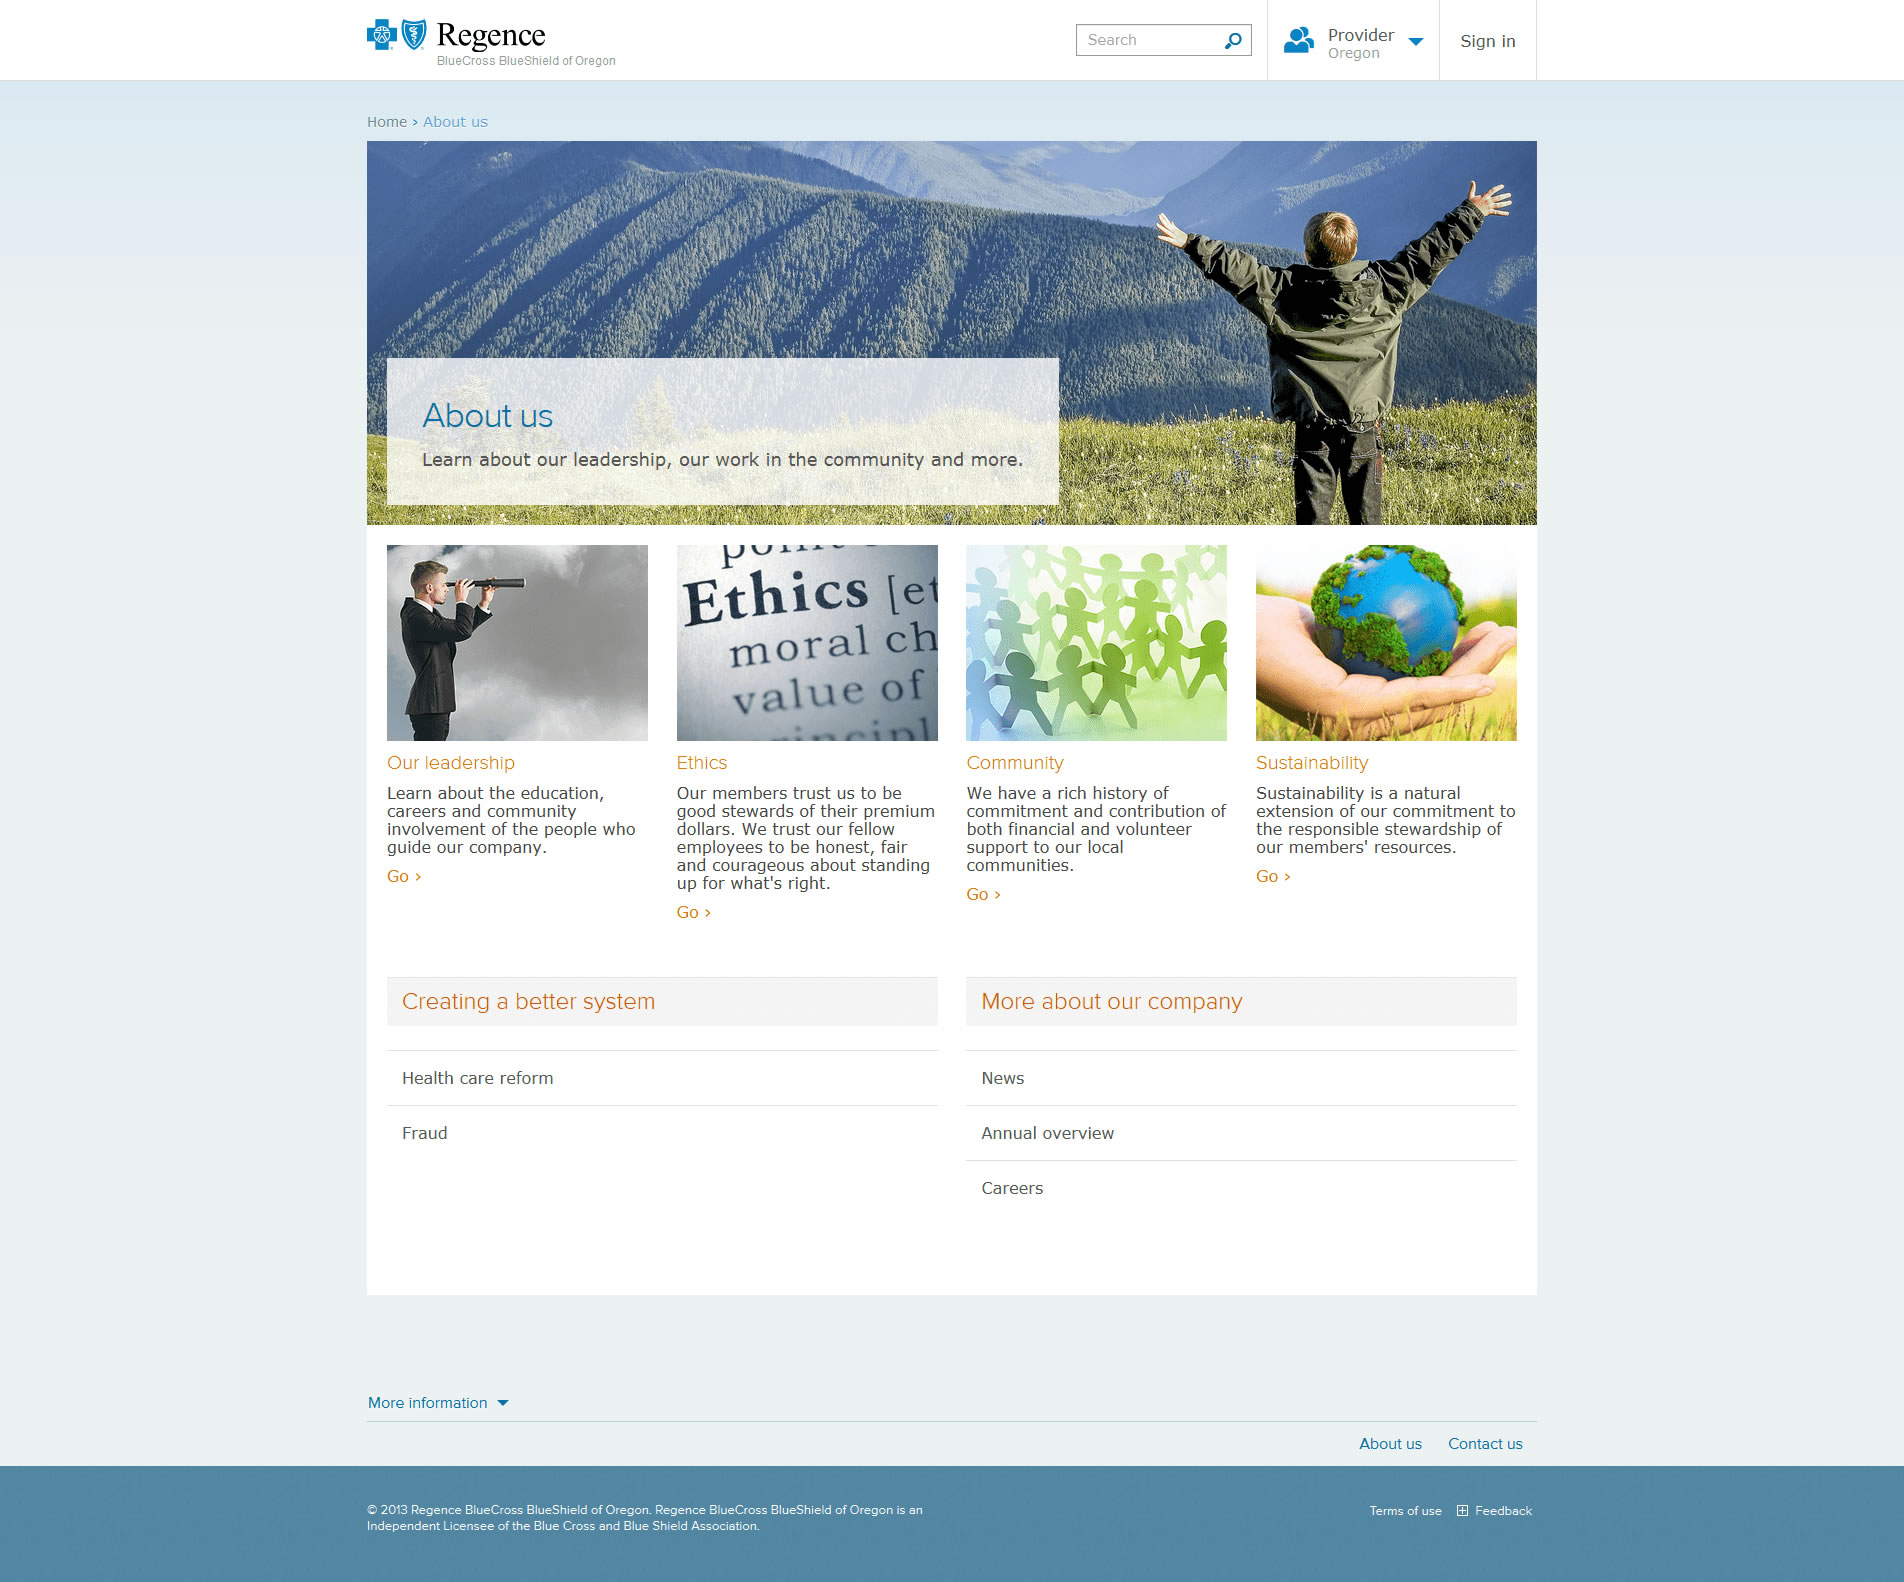 Regence
BlueCross BlueShield of Oregon
Search
Provider
Oregon
Sign in
Home › About us
About us
Learn about our leadership, our work in the community and more.
Ethics [et
moral ch
value of
Our leadership
Learn about the education,
careers and community
involvement of the people who
guide our company.
Go ›
Ethics
Our members trust us to be
good stewards of their premium
dollars. We trust our fellow
employees to be honest, fair
and courageous about standing
up for what's right.
Go ›
Community
We have a rich history of
commitment and contribution of
both financial and volunteer
support to our local
communities.
Go ›
Sustainability
Sustainability is a natural
extension of our commitment to
the responsible stewardship of
our members' resources.
Go ›
Creating a better system
Health care reform
Fraud
More about our company
News
Annual overview
Careers
More information
About us
Contact us
© 2013 Regence BlueCross BlueShield of Oregon. Regence BlueCross BlueShield of Oregon is an
Independent Licensee of the Blue Cross and Blue Shield Association.
Terms of use
Feedback